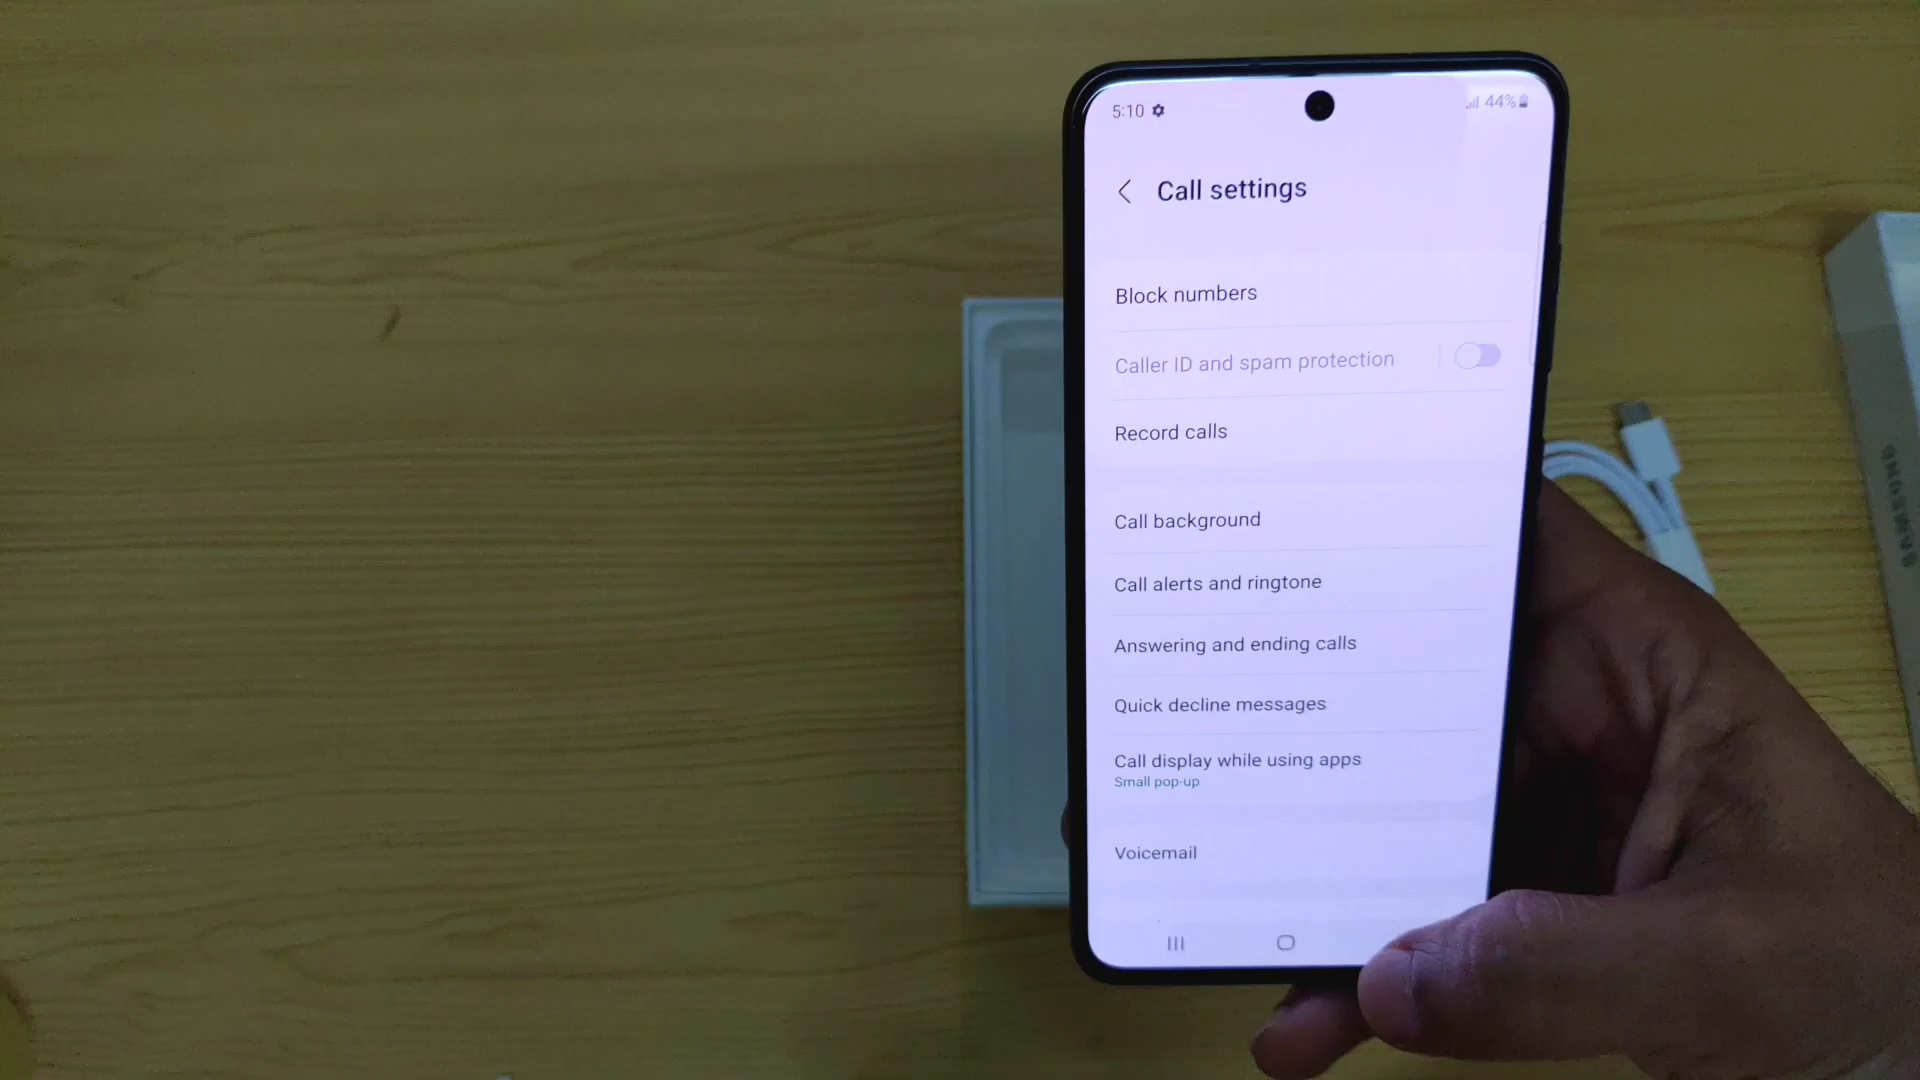 5:10
44%
Call settings
Block numbers
Caller ID and spam protection
Record calls
Call background
Call alerts and ringtone
Answering and ending calls
Quick decline messages
Call display while using apps
Small pop-up
Voicemail
SAMSUNG